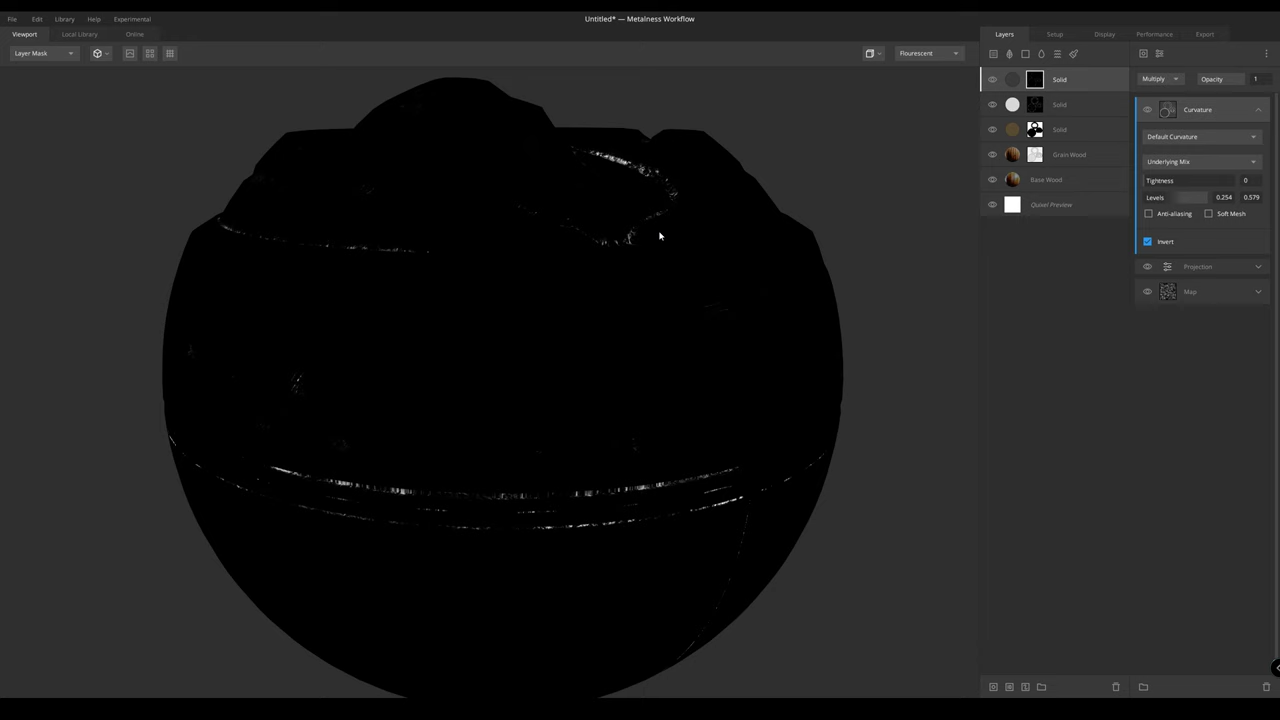 Untitled* — Metalness Workflow
File Edit Library Help Experimental
Viewport Local Library Online
Layers Setup Display Performance Export
Layer Mask
Flourescent
Solid
Solid
Solid
Grain Wood
Base Wood
Quixel Preview
Multiply Opacity 1
Curvature
Default Curvature
Underlying Mix
Tightness 0
Levels 0.254 0.579
Anti-aliasing Soft Mesh
Invert
Projection
Map